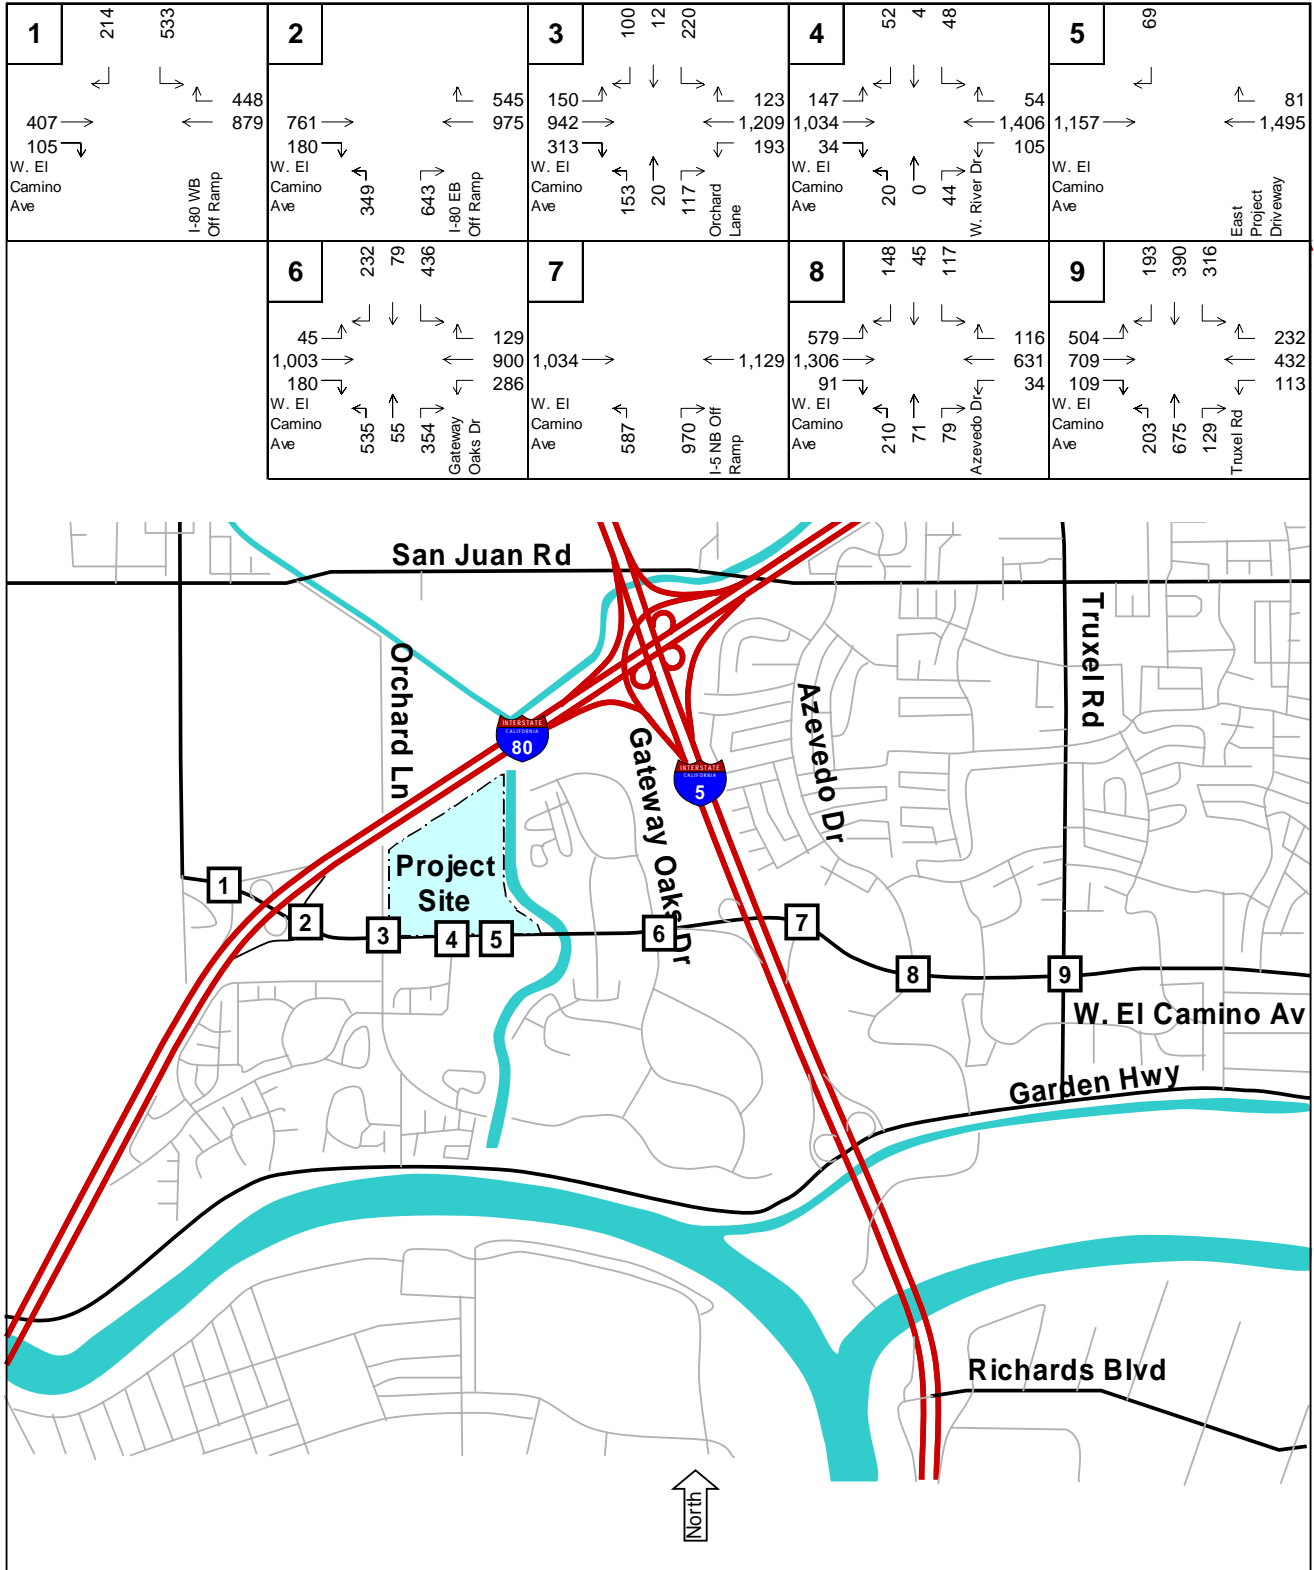 1
214
533
448
407
879
105
W. El
Camino
Ave
I-80 WB
Off Ramp
2
545
761
975
180
W. El
Camino
Ave
349
643
I-80 EB
Off Ramp
3
100
12
220
150
123
942
1,209
313
193
W. El
Camino
Ave
153
20
117
Orchard
Lane
4
52
4
48
147
54
1,034
1,406
34
105
W. El
Camino
Ave
20
0
44
W. River Dr
5
69
81
1,157
1,495
W. El
Camino
Ave
East
Project
Driveway
6
232
79
436
45
129
1,003
900
180
286
W. El
Camino
Ave
535
55
354
Gateway
Oaks Dr
7
1,034
1,129
W. El
Camino
Ave
587
970
I-5 NB Off
Ramp
8
148
45
117
579
116
1,306
631
91
34
W. El
Camino
Ave
210
71
79
Azevedo Dr
9
193
390
316
504
232
709
432
109
113
W. El
Camino
Ave
203
675
129
Truxel Rd
San Juan Rd
Truxel Rd
Orchard Ln
Azevedo Dr
INTERSTATE
CALIFORNIA
80
Gateway Oaks Dr
INTERSTATE
CALIFORNIA
5
Project
Site
1
2
3
4
5
6
7
8
9
W. El Camino Av
Garden Hwy
Richards Blvd
North